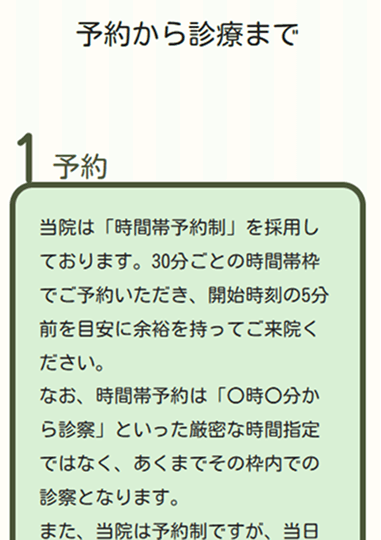 予約から診療まで
1 予約
当院は「時間帯予約制」を採用し
ております。30分ごとの時間帯枠
でご予約いただき、開始時刻の5分
前を目安に余裕を持ってご来院く
ださい。
なお、時間帯予約は「〇時〇分か
ら診察」といった厳密な時間指定
ではなく、あくまでその枠内での
診察となります。
また、当院は予約制ですが、当日